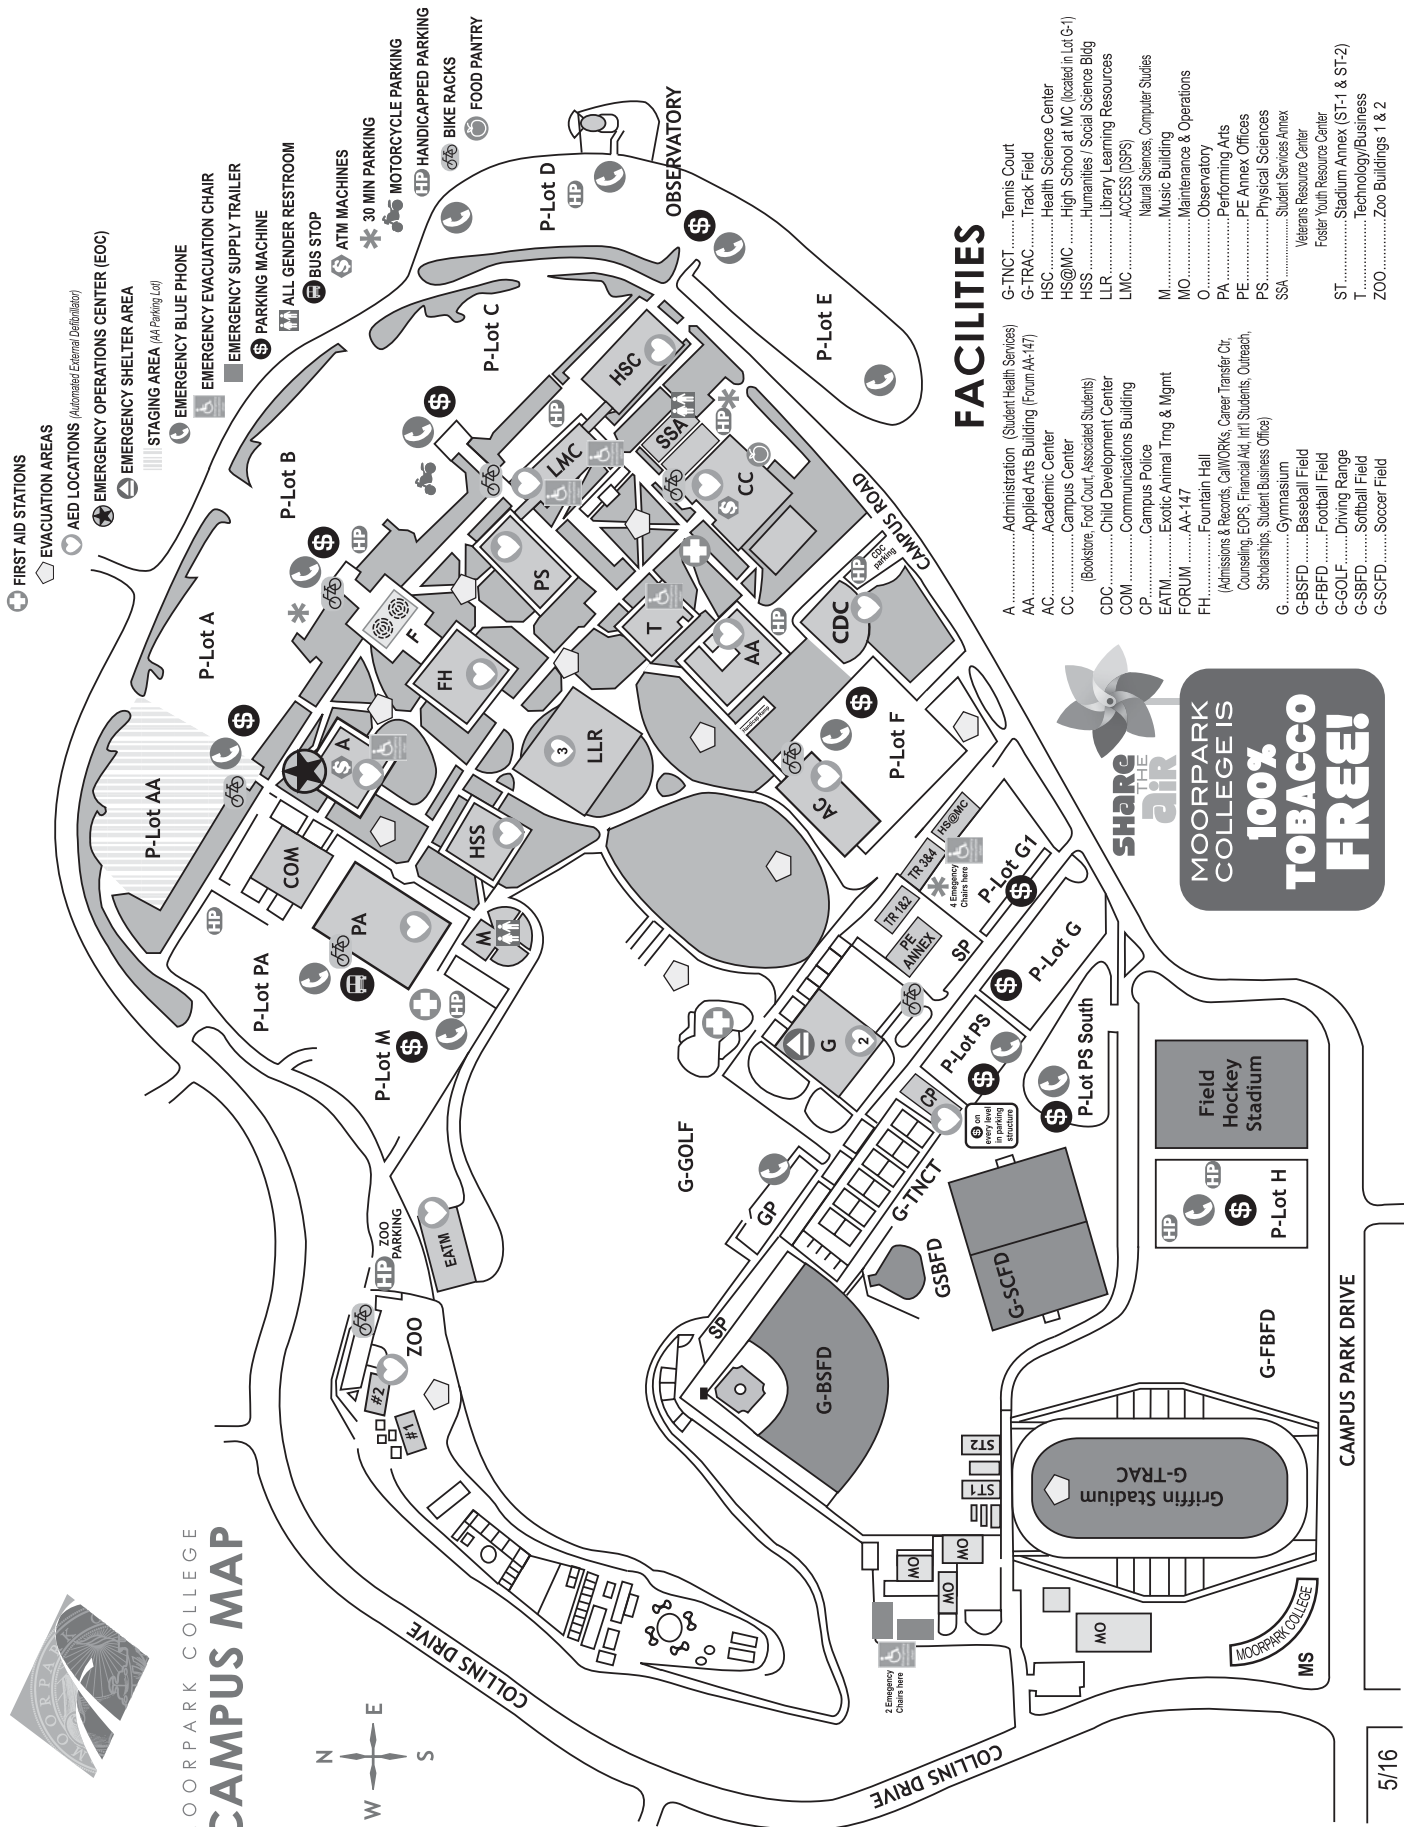 MOORPARK
OORPARK COLLEGE
CAMPUS MAP
N
W E
S
FIRST AID STATIONS
EVACUATION AREAS
AED LOCATIONS (Automated External Defibrillator)
EMERGENCY OPERATIONS CENTER (EOC)
EMERGENCY SHELTER AREA
STAGING AREA (AA Parking Lot)
EMERGENCY BLUE PHONE
EMERGENCY EVACUATION CHAIR
EMERGENCY SUPPLY TRAILER
$ PARKING MACHINE
ALL GENDER RESTROOM
BUS STOP
$ ATM MACHINES
30 MIN PARKING
MOTORCYCLE PARKING
HP HANDICAPPED PARKING
BIKE RACKS
FOOD PANTRY
P-Lot AA
P-Lot A
P-Lot B
P-Lot C
P-Lot D
HP
OBSERVATORY
P-Lot E
P-Lot PA
P-Lot M
COM
PA
M
HSS
A
FH
F
PS
LMC
HSC
SSA
CC
LLR
T
AA
Handicap Ramp
CDC
CDC
parking
CAMPUS ROAD
P-Lot F
AC
HS@MC
TR 3&4
TR 1&2
4 Emegency
Chairs here
P-Lot G1
PE
ANNEX
SP
P-Lot G
P-Lot PS
P-Lot PS South
G
2
3
CP
$ on
every level
in parking
structure
G-GOLF
GP
G-TNCT
GSBFD
G-SCFD
G-BSFD
SP
ZOO
PARKING
EATM
ZOO
#2
#1
Field
Hockey
Stadium
P-Lot H
G-FBFD
Griffin Stadium
G-TRAC
ST2
ST1
MO
MO
MO
MO
2 Emegency
Chairs here
MOORPARK COLLEGE
MS
COLLINS DRIVE
COLLINS DRIVE
CAMPUS PARK DRIVE
5/16
FACILITIES
A ..........Administration (Student Health Services)
AA..........Applied Arts Building (Forum AA-147)
AC..........Academic Center
CC ..........Campus Center
(Bookstore, Food Court, Associated Students)
CDC..........Child Development Center
COM ..........Communications Building
CP..........Campus Police
EATM..........Exotic Animal Trng & Mgmt
FORUM ....AA-147
FH..........Fountain Hall
(Admissions & Records, CalWORKs, Career Transfer Ctr,
Counseling, EOPS, Financial Aid, Int'l Students, Outreach,
Scholarships, Student Business Office)
G..........Gymnasium
G-BSFD.....Baseball Field
G-FBFD.....Football Field
G-GOLF.....Driving Range
G-SBFD.....Softball Field
G-SCFD.....Soccer Field
G-TNCT ........Tennis Court
G-TRAC........Track Field
HSC..........Health Science Center
HS@MC ....High School at MC (located in Lot G-1)
HSS..........Humanities / Social Science Bldg
LLR..........Library Learning Resources
LMC..........ACCESS (DSPS)
Natural Sciences, Computer Studies
M..........Music Building
MO..........Maintenance & Operations
O..........Observatory
PA..........Performing Arts
PE..........PE Annex Offices
PS..........Physical Sciences
SSA ..........Student Services Annex
Veterans Resource Center
Foster Youth Resource Center
ST..........Stadium Annex (ST-1 & ST-2)
T..........Technology/Business
ZOO..........Zoo Buildings 1 & 2
SHARE
THE
AIR
MOORPARK
COLLEGE IS
100%
TOBACCO
FREE!